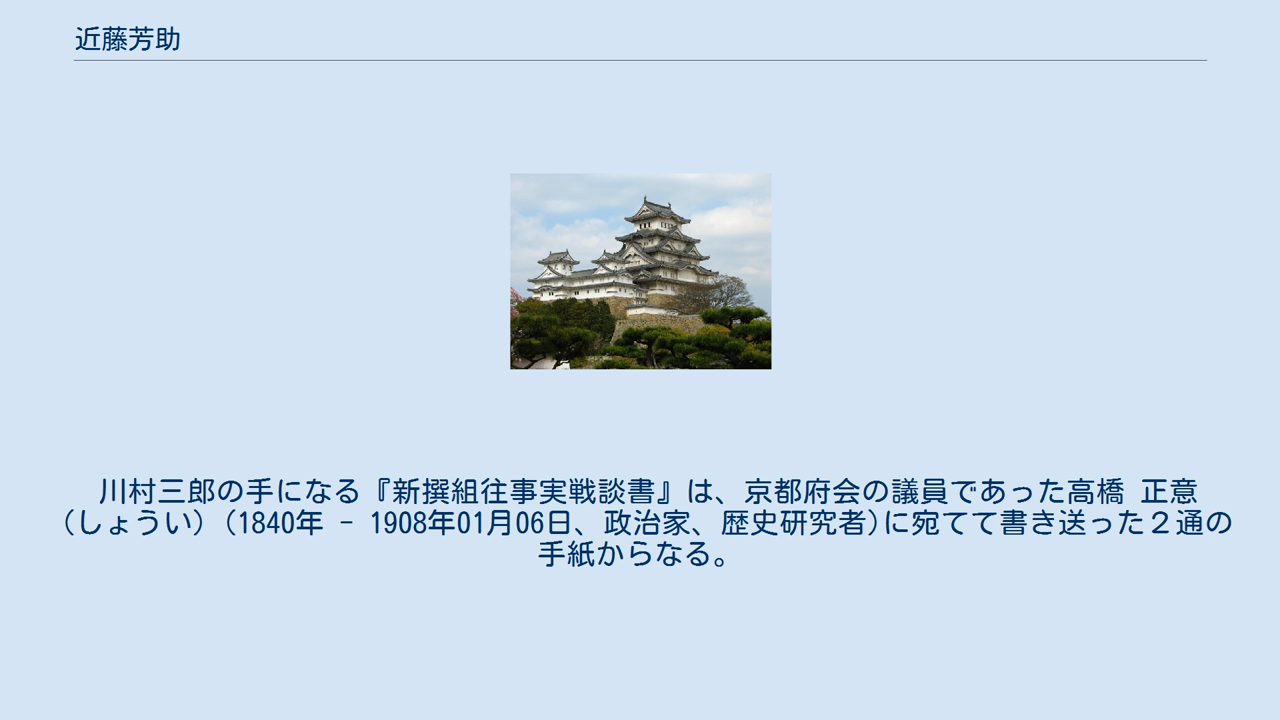 近藤芳助
川村三郎の手になる『新撰組往事実戦談書』は、京都府会の議員であった高橋 正意
(しょうい) (1840年 - 1908年01月06日、政治家、歴史研究者)に宛てて書き送った２通の
手紙からなる。